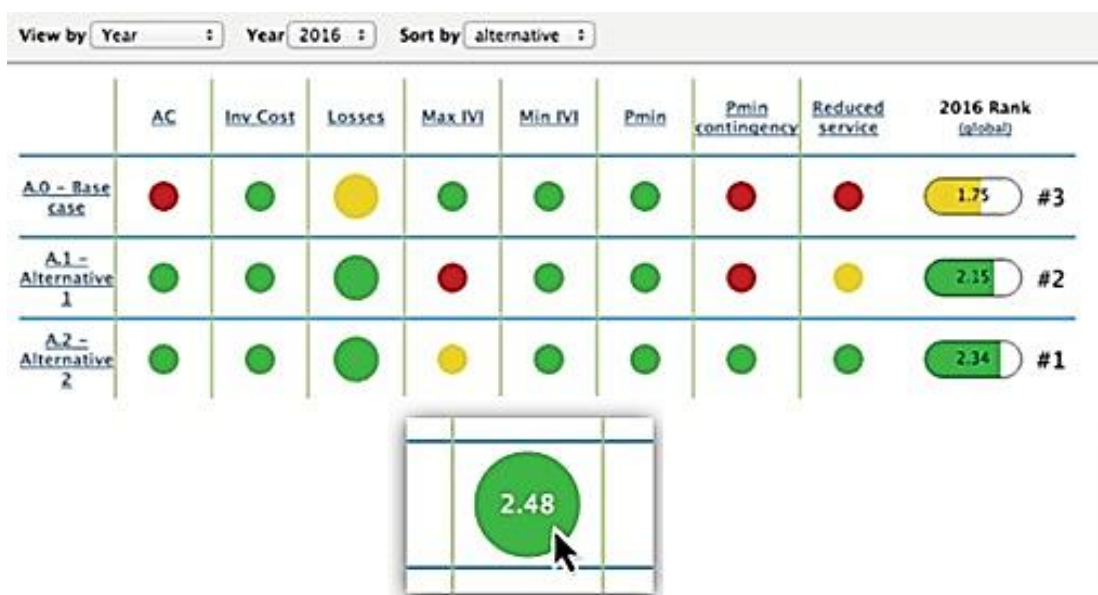 View by Year Year 2016 Sort by alternative
AC Inv Cost Losses Max IVI Min IVI Pmin Pmin contingency Reduced service 2016 Rank (global)
A.0 - Base case 1.75 #3
A.1 - Alternative 1 2.15 #2
A.2 - Alternative 2 2.34 #1
2.48